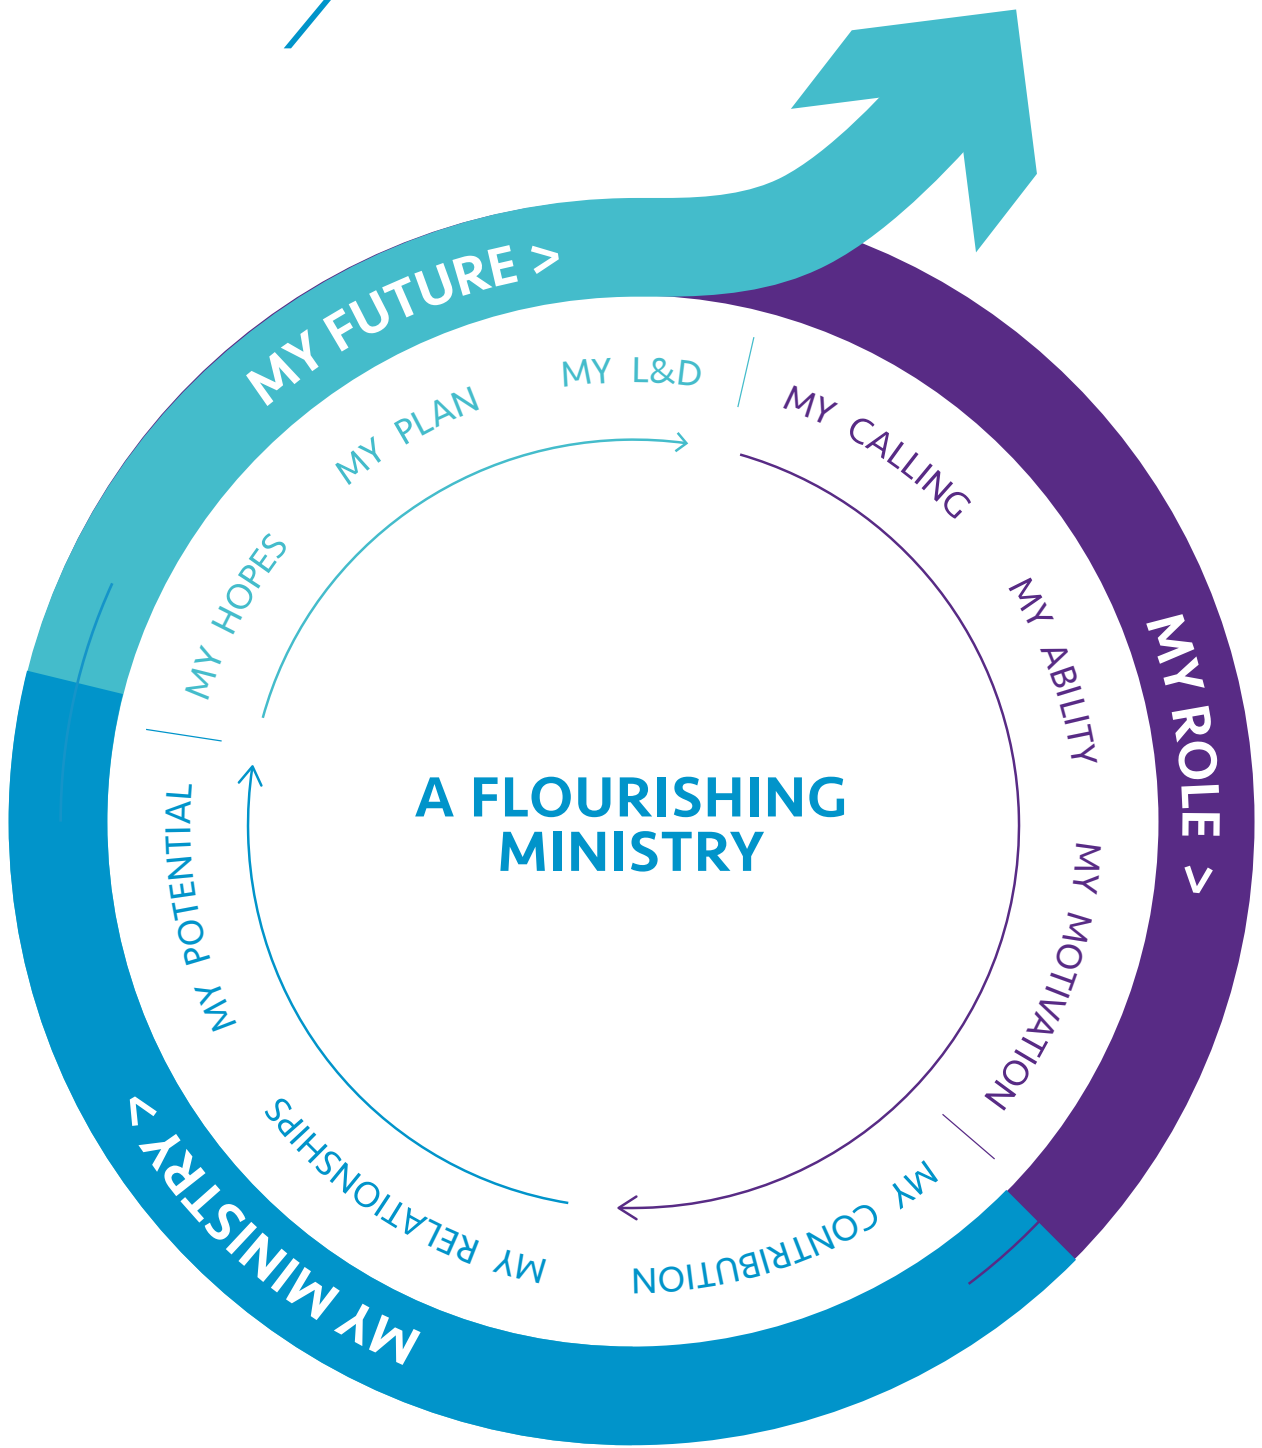 MY FUTURE >
MY ROLE >
MY MINISTRY >
MY CALLING
MY ABILITY
MY MOTIVATION
MY CONTRIBUTION
MY RELATIONSHIPS
MY POTENTIAL
MY HOPES
MY PLAN
MY L&D
A FLOURISHING
MINISTRY